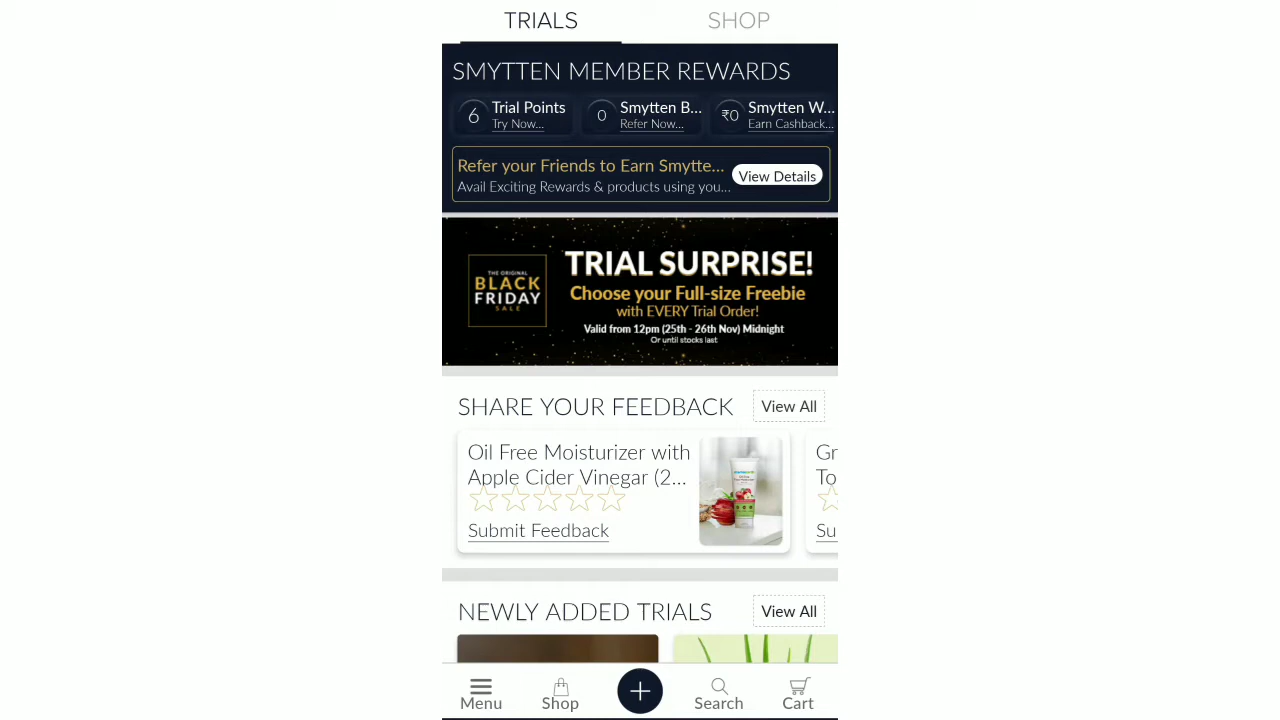 TRIALS
SHOP
SMYTTEN MEMBER REWARDS
6
Trial Points
Try Now...
0
Smytten B...
Refer Now...
₹0
Smytten W...
Earn Cashback...
Refer your Friends to Earn Smytte...
Avail Exciting Rewards & products using you...
View Details
THE ORIGINAL
BLACK
FRIDAY
SALE
TRIAL SURPRISE!
Choose your Full-size Freebie
with EVERY Trial Order!
Valid from 12pm (25th - 26th Nov) Midnight
Or until stocks last
SHARE YOUR FEEDBACK
View All
Oil Free Moisturizer with
Apple Cider Vinegar (2...
Submit Feedback
Gr
To
Su
NEWLY ADDED TRIALS
View All
Menu
Shop
Search
Cart